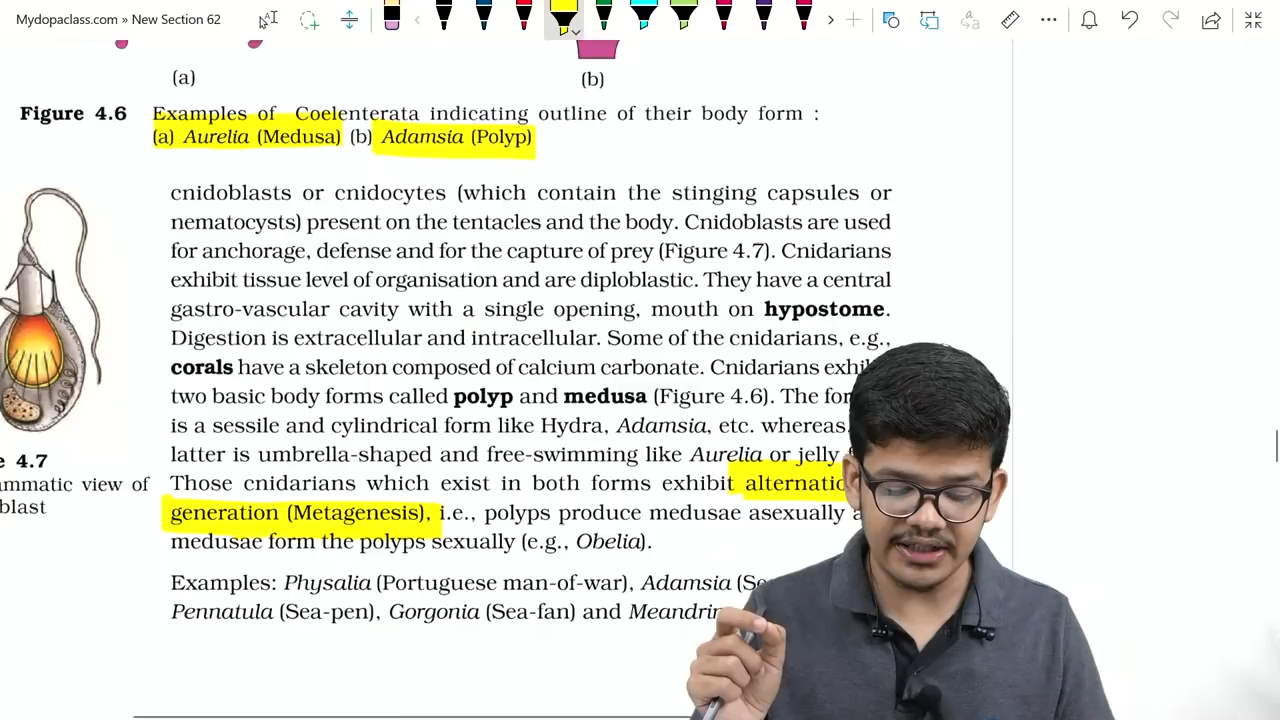 Mydopaclass.com » New Section 62
(a)
(b)
Figure 4.6 Examples of Coelenterata indicating outline of their body form :
(a) Aurelia (Medusa) (b) Adamsia (Polyp)
cnidoblasts or cnidocytes (which contain the stinging capsules or
nematocysts) present on the tentacles and the body. Cnidoblasts are used
for anchorage, defense and for the capture of prey (Figure 4.7). Cnidarians
exhibit tissue level of organisation and are diploblastic. They have a central
gastro-vascular cavity with a single opening, mouth on hypostome.
Digestion is extracellular and intracellular. Some of the cnidarians, e.g.,
corals have a skeleton composed of calcium carbonate. Cnidarians
two basic body forms called polyp and medusa (Figure 4.6). The
is a sessile and cylindrical form like Hydra, Adamsia, etc. whereas
latter is umbrella-shaped and free-swimming like Aurelia or jelly
Those cnidarians which exist in both forms exhibit
generation (Metagenesis), i.e., polyps produce medusae asexually
medusae form the polyps sexually (e.g., Obelia).
Examples: Physalia (Portuguese man-of-war), Adamsia
Pennatula (Sea-pen), Gorgonia (Sea-fan) and
4.7
view of